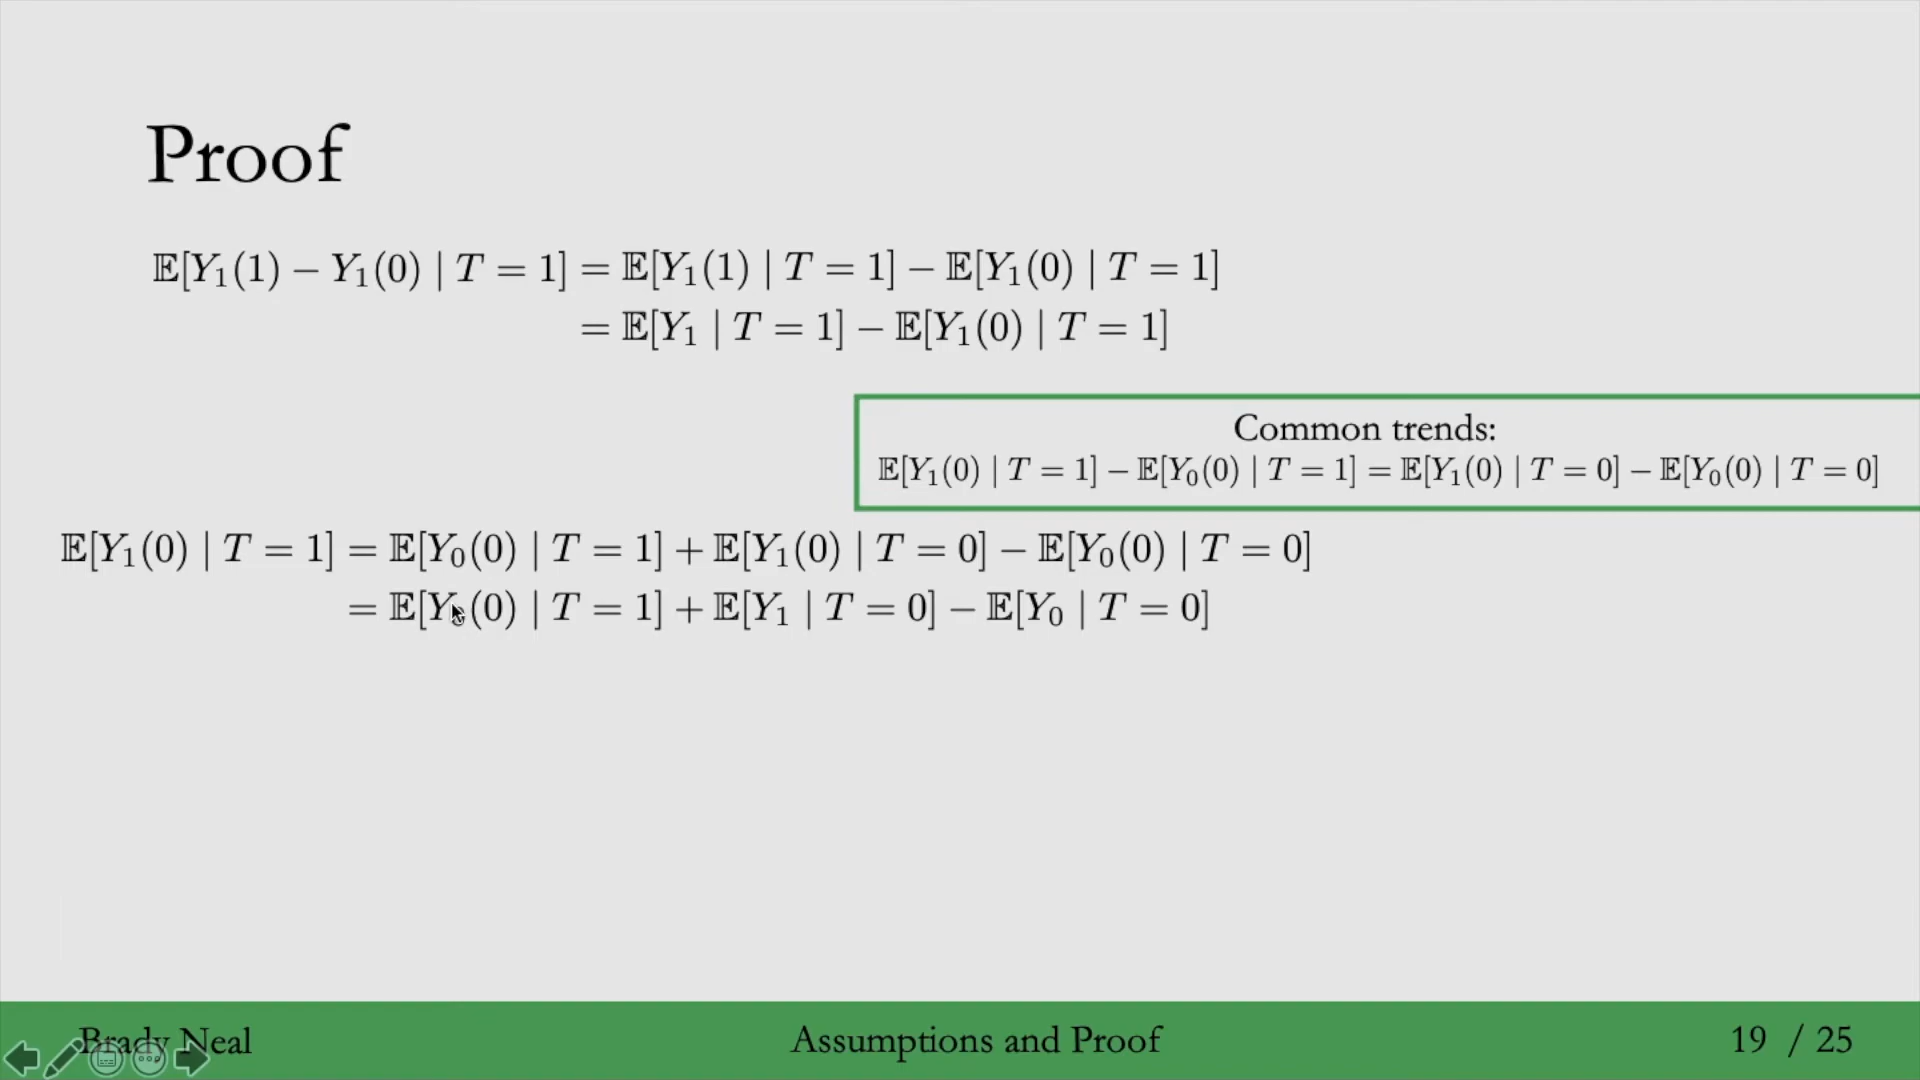 Proof
𝔼[Y₁(1) − Y₁(0) | T = 1] = 𝔼[Y₁(1) | T = 1] − 𝔼[Y₁(0) | T = 1]
= 𝔼[Y₁ | T = 1] − 𝔼[Y₁(0) | T = 1]
Common trends:
𝔼[Y₁(0) | T = 1] − 𝔼[Y₀(0) | T = 1] = 𝔼[Y₁(0) | T = 0] − 𝔼[Y₀(0) | T = 0]
𝔼[Y₁(0) | T = 1] = 𝔼[Y₀(0) | T = 1] + 𝔼[Y₁(0) | T = 0] − 𝔼[Y₀(0) | T = 0]
= 𝔼[Y₀(0) | T = 1] + 𝔼[Y₁ | T = 0] − 𝔼[Y₀ | T = 0]
Brady Neal
Assumptions and Proof
19 / 25